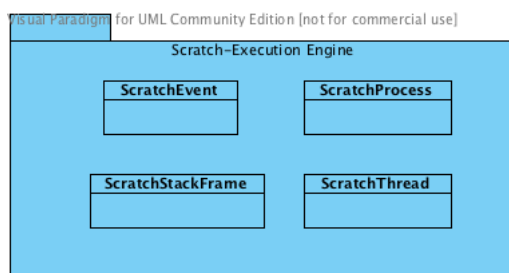 Visual Paradigm for UML Community Edition [not for commercial use]
Scratch-Execution Engine
ScratchEvent
ScratchProcess
ScratchStackFrame
ScratchThread